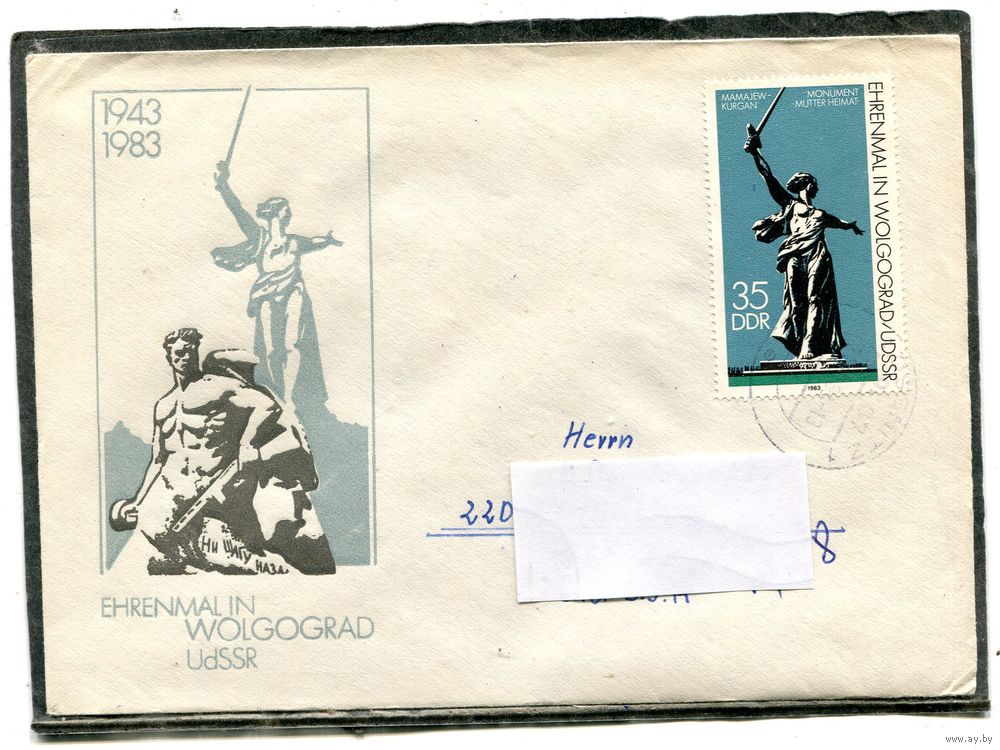 1943
1983
НИ ШАГУ
НАЗАД
EHRENMAL IN
WOLGOGRAD
UdSSR
MAMAJEW-
KURGAN
MONUMENT
-MUTTER HEIMAT-
EHRENMAL IN WOLGOGRAD/UDSSR
35
DDR
1983
Herrn
220
8
www.ay.by